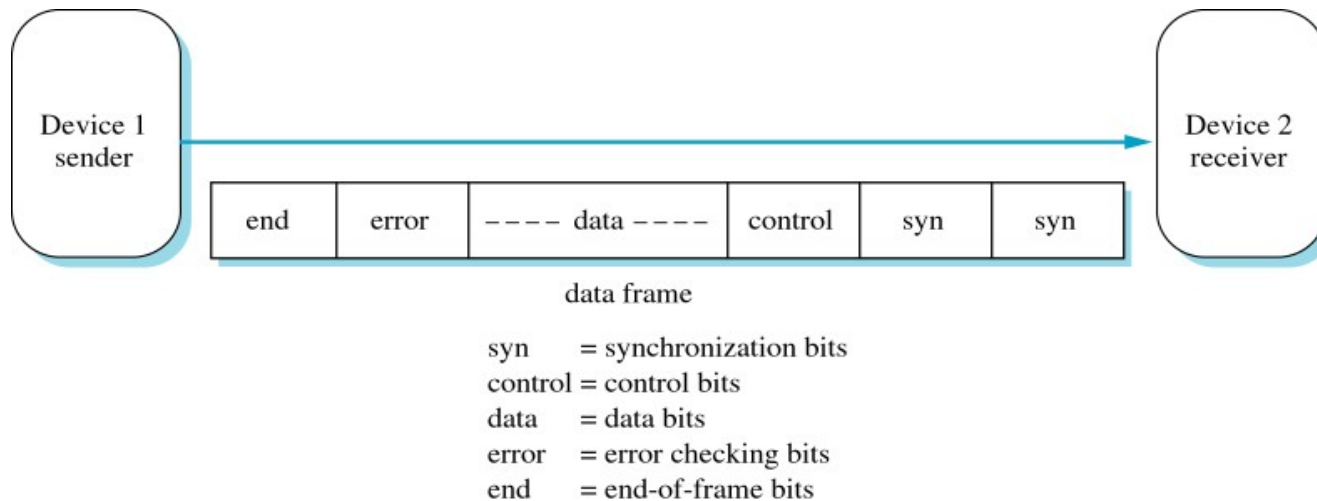 Device 1
sender
Device 2
receiver
end error – – – – data – – – – control syn syn
data frame
syn = synchronization bits
control = control bits
data = data bits
error = error checking bits
end = end-of-frame bits